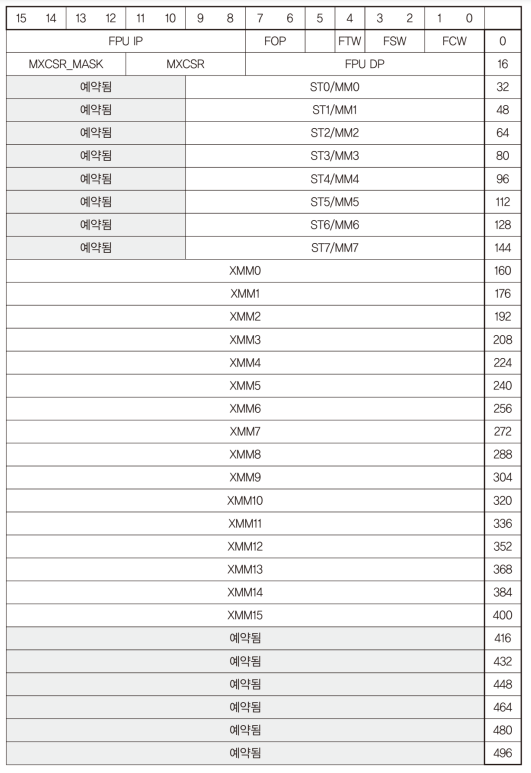 15 14 13 12 11 10 9 8 7 6 5 4 3 2 1 0
FPU IP FOP FTW FSW FCW 0
MXCSR_MASK MXCSR FPU DP 16
예약됨 ST0/MM0 32
예약됨 ST1/MM1 48
예약됨 ST2/MM2 64
예약됨 ST3/MM3 80
예약됨 ST4/MM4 96
예약됨 ST5/MM5 112
예약됨 ST6/MM6 128
예약됨 ST7/MM7 144
XMM0 160
XMM1 176
XMM2 192
XMM3 208
XMM4 224
XMM5 240
XMM6 256
XMM7 272
XMM8 288
XMM9 304
XMM10 320
XMM11 336
XMM12 352
XMM13 368
XMM14 384
XMM15 400
예약됨 416
예약됨 432
예약됨 448
예약됨 464
예약됨 480
예약됨 496